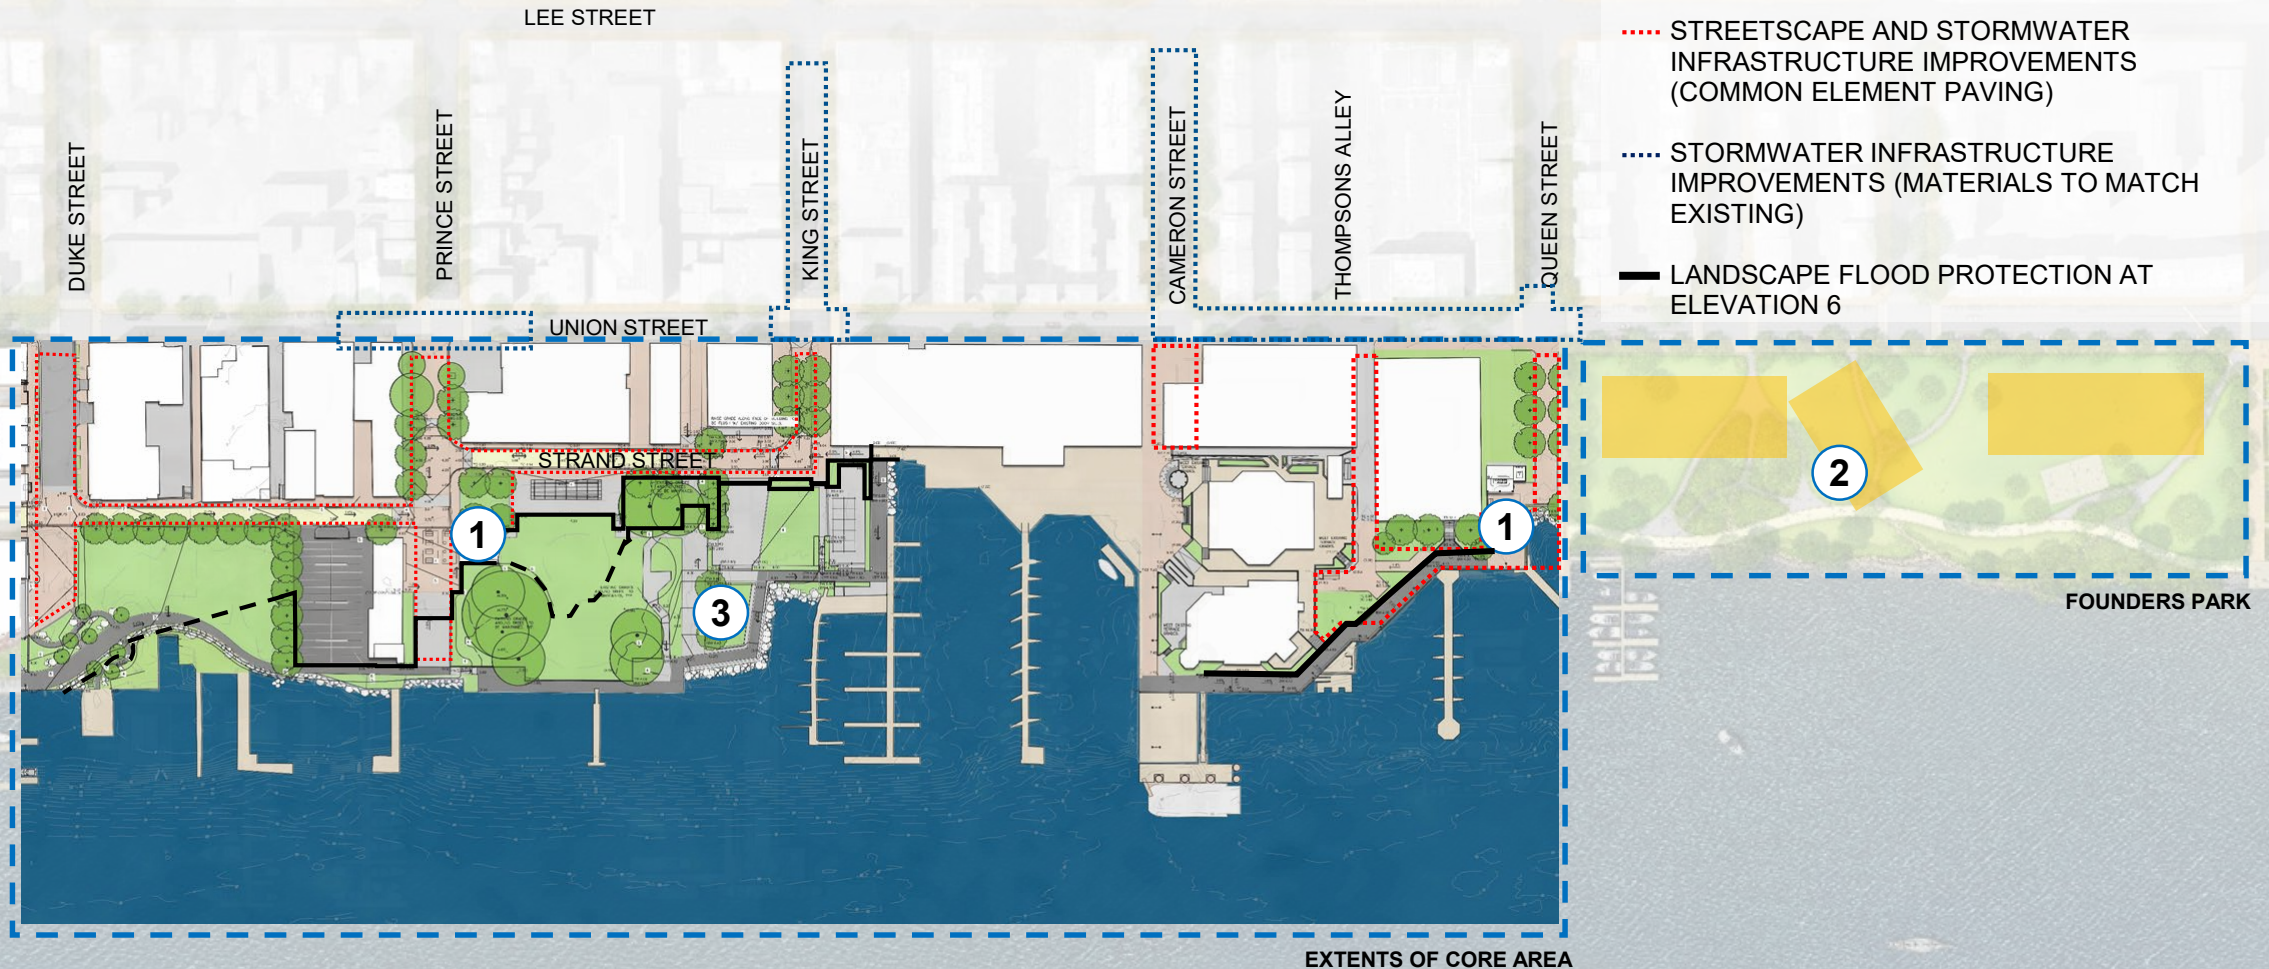 LEE STREET
STREETSCAPE AND STORMWATER
INFRASTRUCTURE IMPROVEMENTS
(COMMON ELEMENT PAVING)
STORMWATER INFRASTRUCTURE
IMPROVEMENTS (MATERIALS TO MATCH
EXISTING)
LANDSCAPE FLOOD PROTECTION AT
ELEVATION 6
DUKE STREET
PRINCE STREET
KING STREET
CAMERON STREET
THOMPSONS ALLEY
QUEEN STREET
UNION STREET
STRAND STREET
1
3
1
2
FOUNDERS PARK
EXTENTS OF CORE AREA